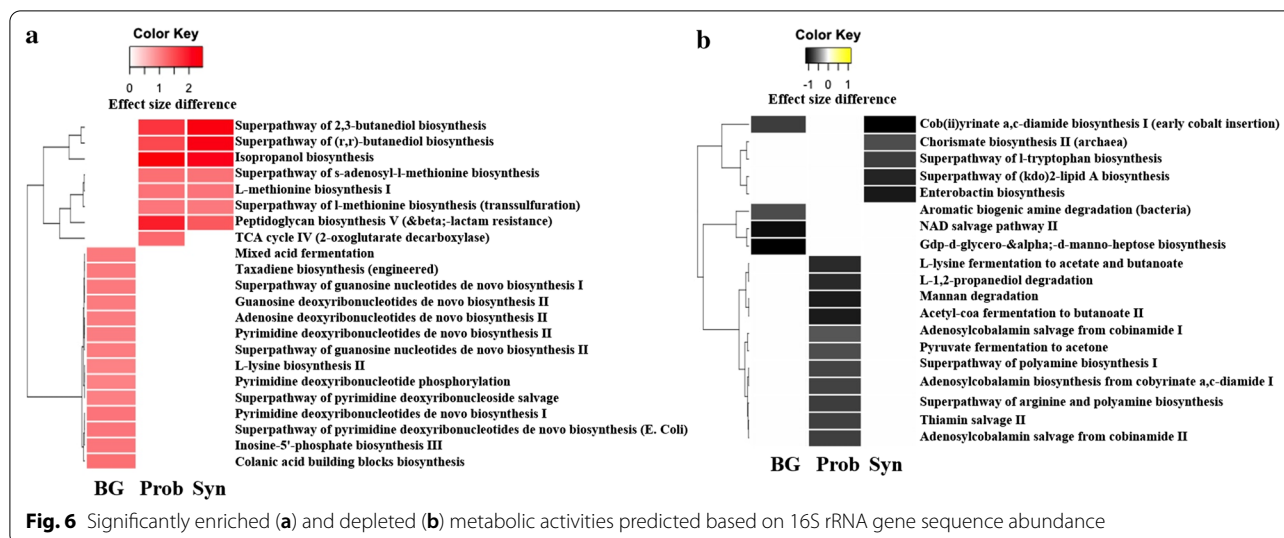 a
Color Key
0 1 2
Effect size difference
Superpathway of 2,3-butanediol biosynthesis
Superpathway of (r,r)-butanediol biosynthesis
Isopropanol biosynthesis
Superpathway of s-adenosyl-l-methionine biosynthesis
L-methionine biosynthesis I
Superpathway of l-methionine biosynthesis (transsulfuration)
Peptidoglycan biosynthesis V (&beta;-lactam resistance)
TCA cycle IV (2-oxoglutarate decarboxylase)
Mixed acid fermentation
Taxadiene biosynthesis (engineered)
Superpathway of guanosine nucleotides de novo biosynthesis I
Guanosine deoxyribonucleotides de novo biosynthesis II
Adenosine deoxyribonucleotides de novo biosynthesis II
Pyrimidine deoxyribonucleotides de novo biosynthesis II
Superpathway of guanosine nucleotides de novo biosynthesis II
L-lysine biosynthesis II
Pyrimidine deoxyribonucleotide phosphorylation
Superpathway of pyrimidine deoxyribonucleoside salvage
Pyrimidine deoxyribonucleotides de novo biosynthesis I
Superpathway of pyrimidine deoxyribonucleotides de novo biosynthesis (E. Coli)
Inosine-5'-phosphate biosynthesis III
Colanic acid building blocks biosynthesis
BG Prob Syn
b
Color Key
-1 0 1
Effect size difference
Cob(ii)yrinate a,c-diamide biosynthesis I (early cobalt insertion)
Chorismate biosynthesis II (archaea)
Superpathway of l-tryptophan biosynthesis
Superpathway of (kdo)2-lipid A biosynthesis
Enterobactin biosynthesis
Aromatic biogenic amine degradation (bacteria)
NAD salvage pathway II
Gdp-d-glycero-&alpha;-d-manno-heptose biosynthesis
L-lysine fermentation to acetate and butanoate
L-1,2-propanediol degradation
Mannan degradation
Acetyl-coa fermentation to butanoate II
Adenosylcobalamin salvage from cobinamide I
Pyruvate fermentation to acetone
Superpathway of polyamine biosynthesis I
Adenosylcobalamin biosynthesis from cobyrinate a,c-diamide I
Superpathway of arginine and polyamine biosynthesis
Thiamin salvage II
Adenosylcobalamin salvage from cobinamide II
BG Prob Syn
Fig. 6 Significantly enriched (a) and depleted (b) metabolic activities predicted based on 16S rRNA gene sequence abundance